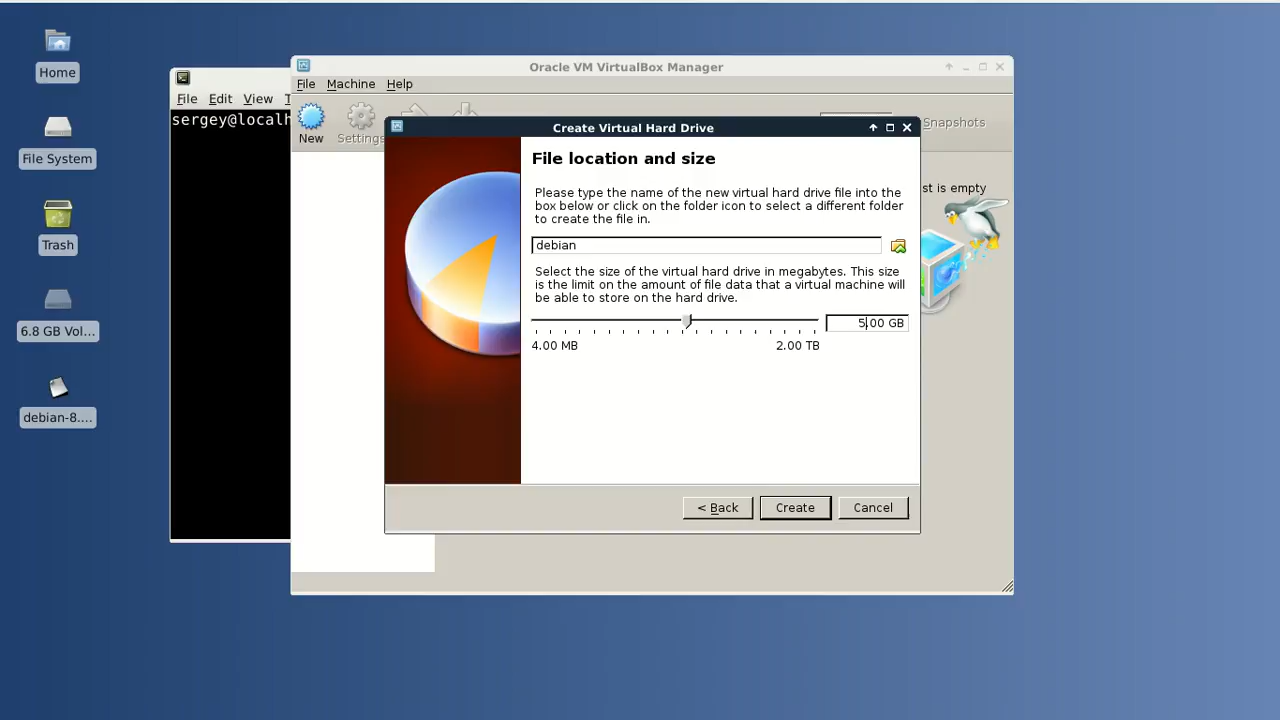 Home
File System
Trash
6.8 GB Vol...
debian-8....
File Edit View
sergey@localh
Oracle VM VirtualBox Manager
File Machine Help
New
Settings
Snapshots
st is empty
Create Virtual Hard Drive
File location and size
Please type the name of the new virtual hard drive file into the
box below or click on the folder icon to select a different folder
to create the file in.
debian
Select the size of the virtual hard drive in megabytes. This size
is the limit on the amount of file data that a virtual machine will
be able to store on the hard drive.
5.00 GB
4.00 MB
2.00 TB
< Back
Create
Cancel